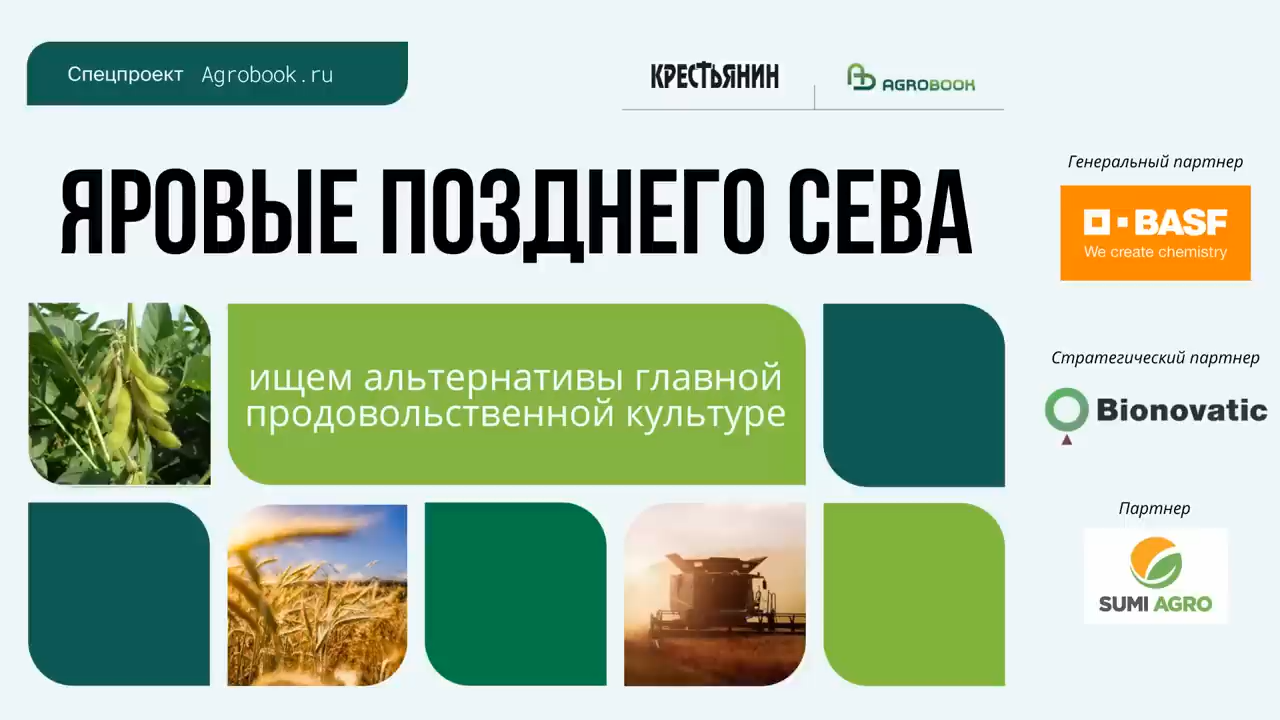 Спецпроект Agrobook.ru
КРЕСТЬЯНИН
AGROBOOK
ЯРОВЫЕ ПОЗДНЕГО СЕВА
ищем альтернативы главной
продовольственной культуре
Генеральный партнер
BASF
We create chemistry
Стратегический партнер
Bionovatic
Партнер
SUMI AGRO